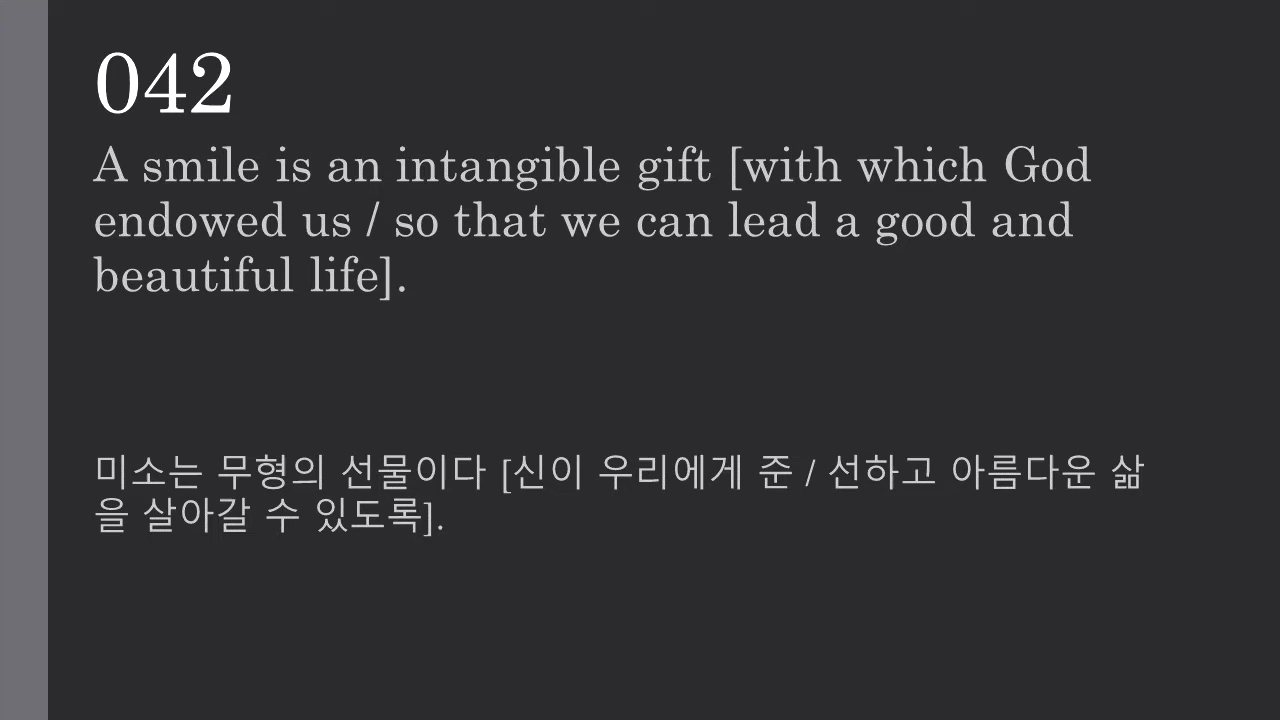 042
A smile is an intangible gift [with which God
endowed us / so that we can lead a good and
beautiful life].
미소는 무형의 선물이다 [신이 우리에게 준 / 선하고 아름다운 삶
을 살아갈 수 있도록].